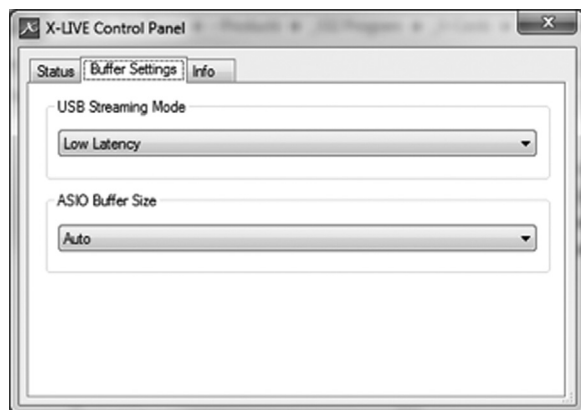 X-LIVE Control Panel
Status Buffer Settings Info
USB Streaming Mode
Low Latency
ASIO Buffer Size
Auto